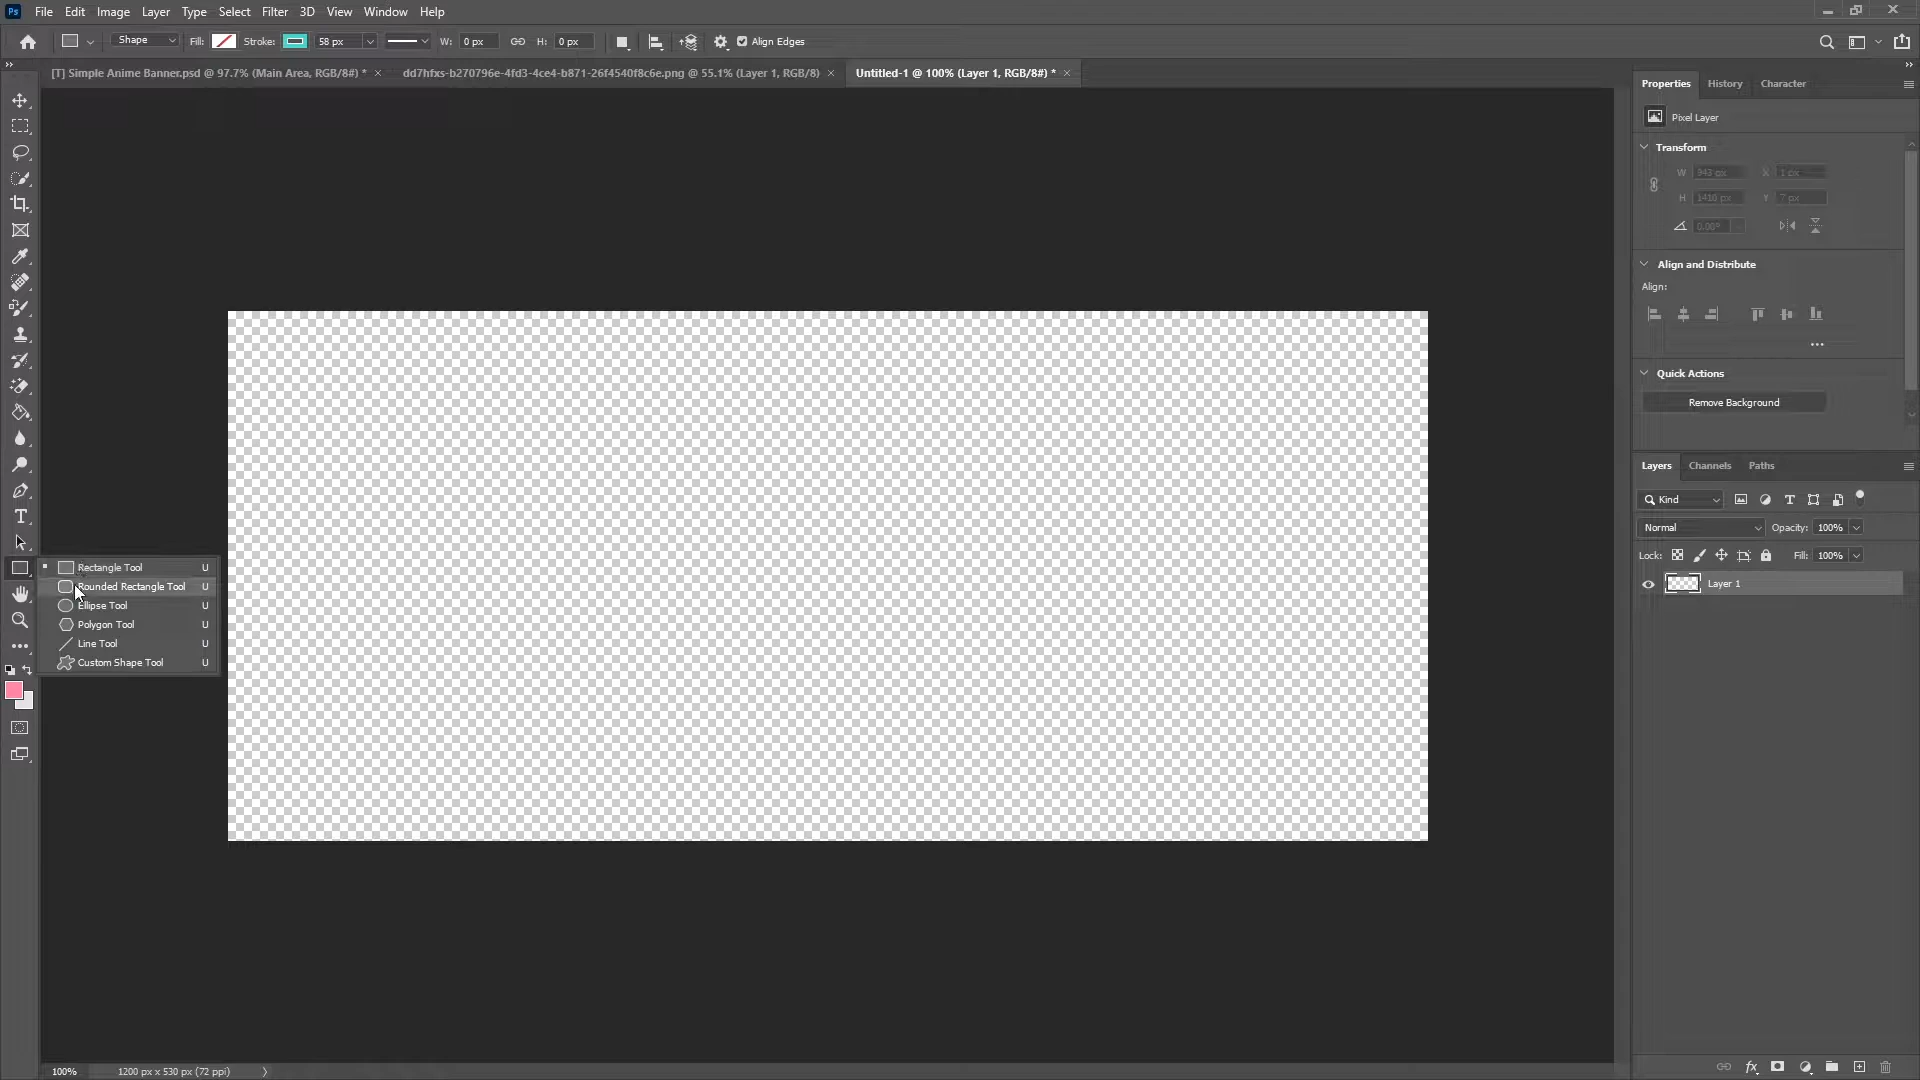 Ps File Edit Image Layer Type Select Filter 3D View Window Help
Shape Fill: Stroke: 58 px W: 0 px H: 0 px Align Edges
[T] Simple Anime Banner.psd @ 97.7% (Main Area, RGB/8#) * × dd7hfxs-b270796e-4fd3-4ce4-b871-26f4540f8c6e.png @ 55.1% (Layer 1, RGB/8) × Untitled-1 @ 100% (Layer 1, RGB/8#) * ×
Properties History Character
Pixel Layer
Transform
W 943 px X 1 px
H 1410 px Y 7 px
0.00°
Align and Distribute
Align:
Quick Actions
Remove Background
Layers Channels Paths
Kind
Normal Opacity: 100%
Lock: Fill: 100%
Layer 1
Rectangle Tool U
Rounded Rectangle Tool U
Ellipse Tool U
Polygon Tool U
Line Tool U
Custom Shape Tool U
100% 1200 px x 530 px (72 ppi)